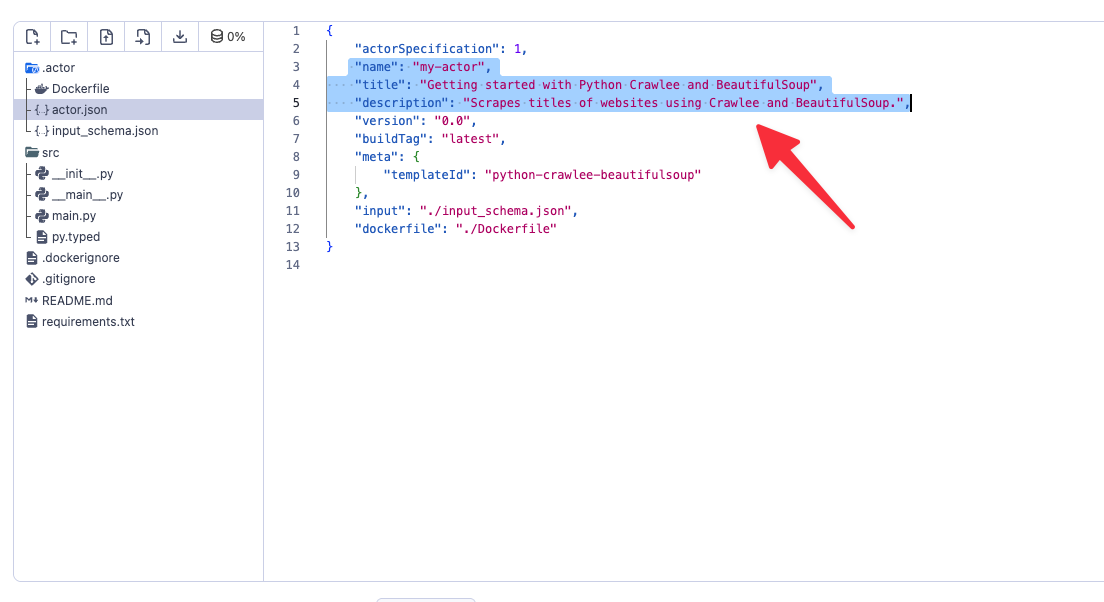 0%
.actor
Dockerfile
{..} actor.json
{..} input_schema.json
src
__init__.py
__main__.py
main.py
py.typed
.dockerignore
.gitignore
README.md
requirements.txt
1 {
2 "actorSpecification": 1,
3 "name": "my-actor",
4 "title": "Getting started with Python Crawlee and BeautifulSoup",
5 "description": "Scrapes titles of websites using Crawlee and BeautifulSoup.",
6 "version": "0.0",
7 "buildTag": "latest",
8 "meta": {
9 "templateId": "python-crawlee-beautifulsoup"
10 },
11 "input": "./input_schema.json",
12 "dockerfile": "./Dockerfile"
13 }
14